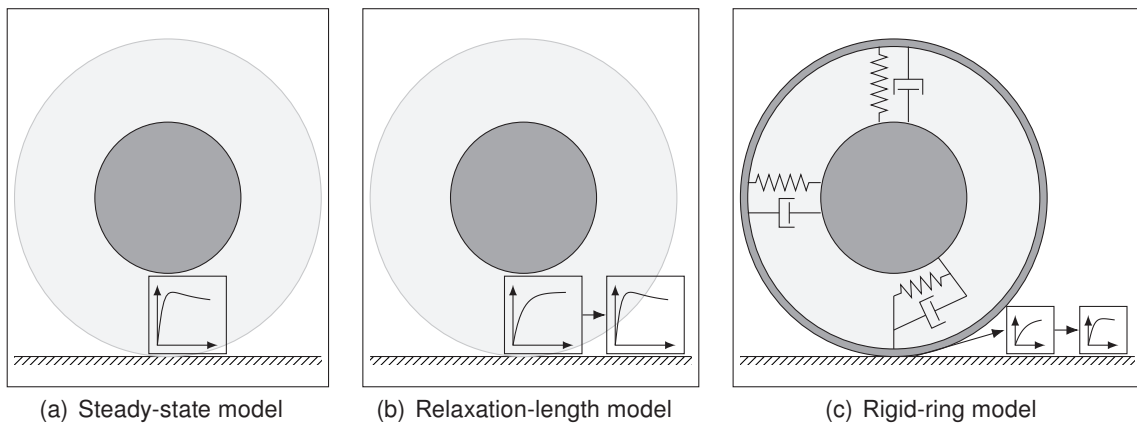 (a) Steady-state model
(b) Relaxation-length model
(c) Rigid-ring model